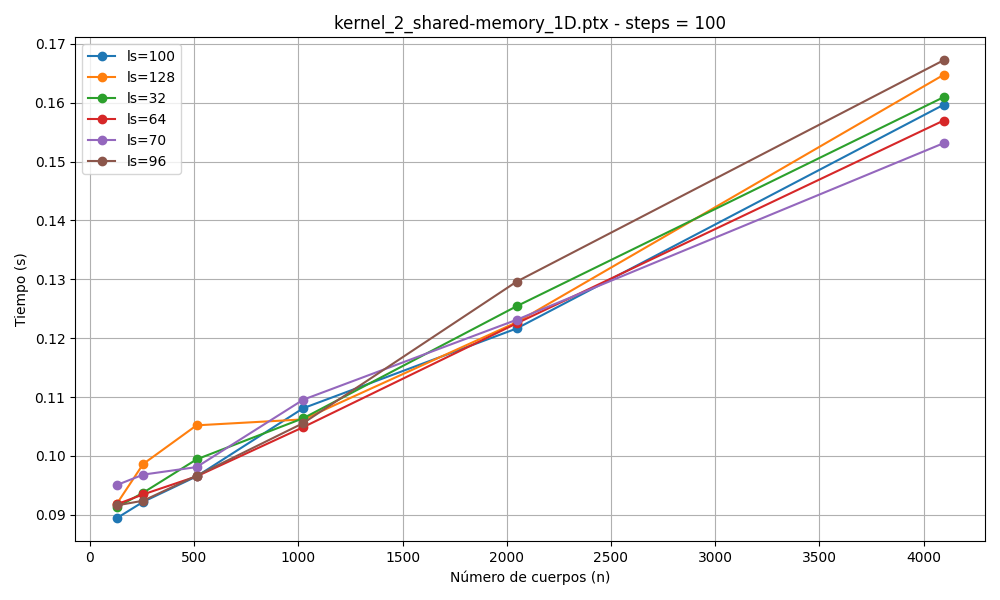 kernel_2_shared-memory_1D.ptx - steps = 100
ls=100
ls=128
ls=32
ls=64
ls=70
ls=96
Tiempo (s)
0.17
0.16
0.15
0.14
0.13
0.12
0.11
0.10
0.09
0 500 1000 1500 2000 2500 3000 3500 4000
Número de cuerpos (n)